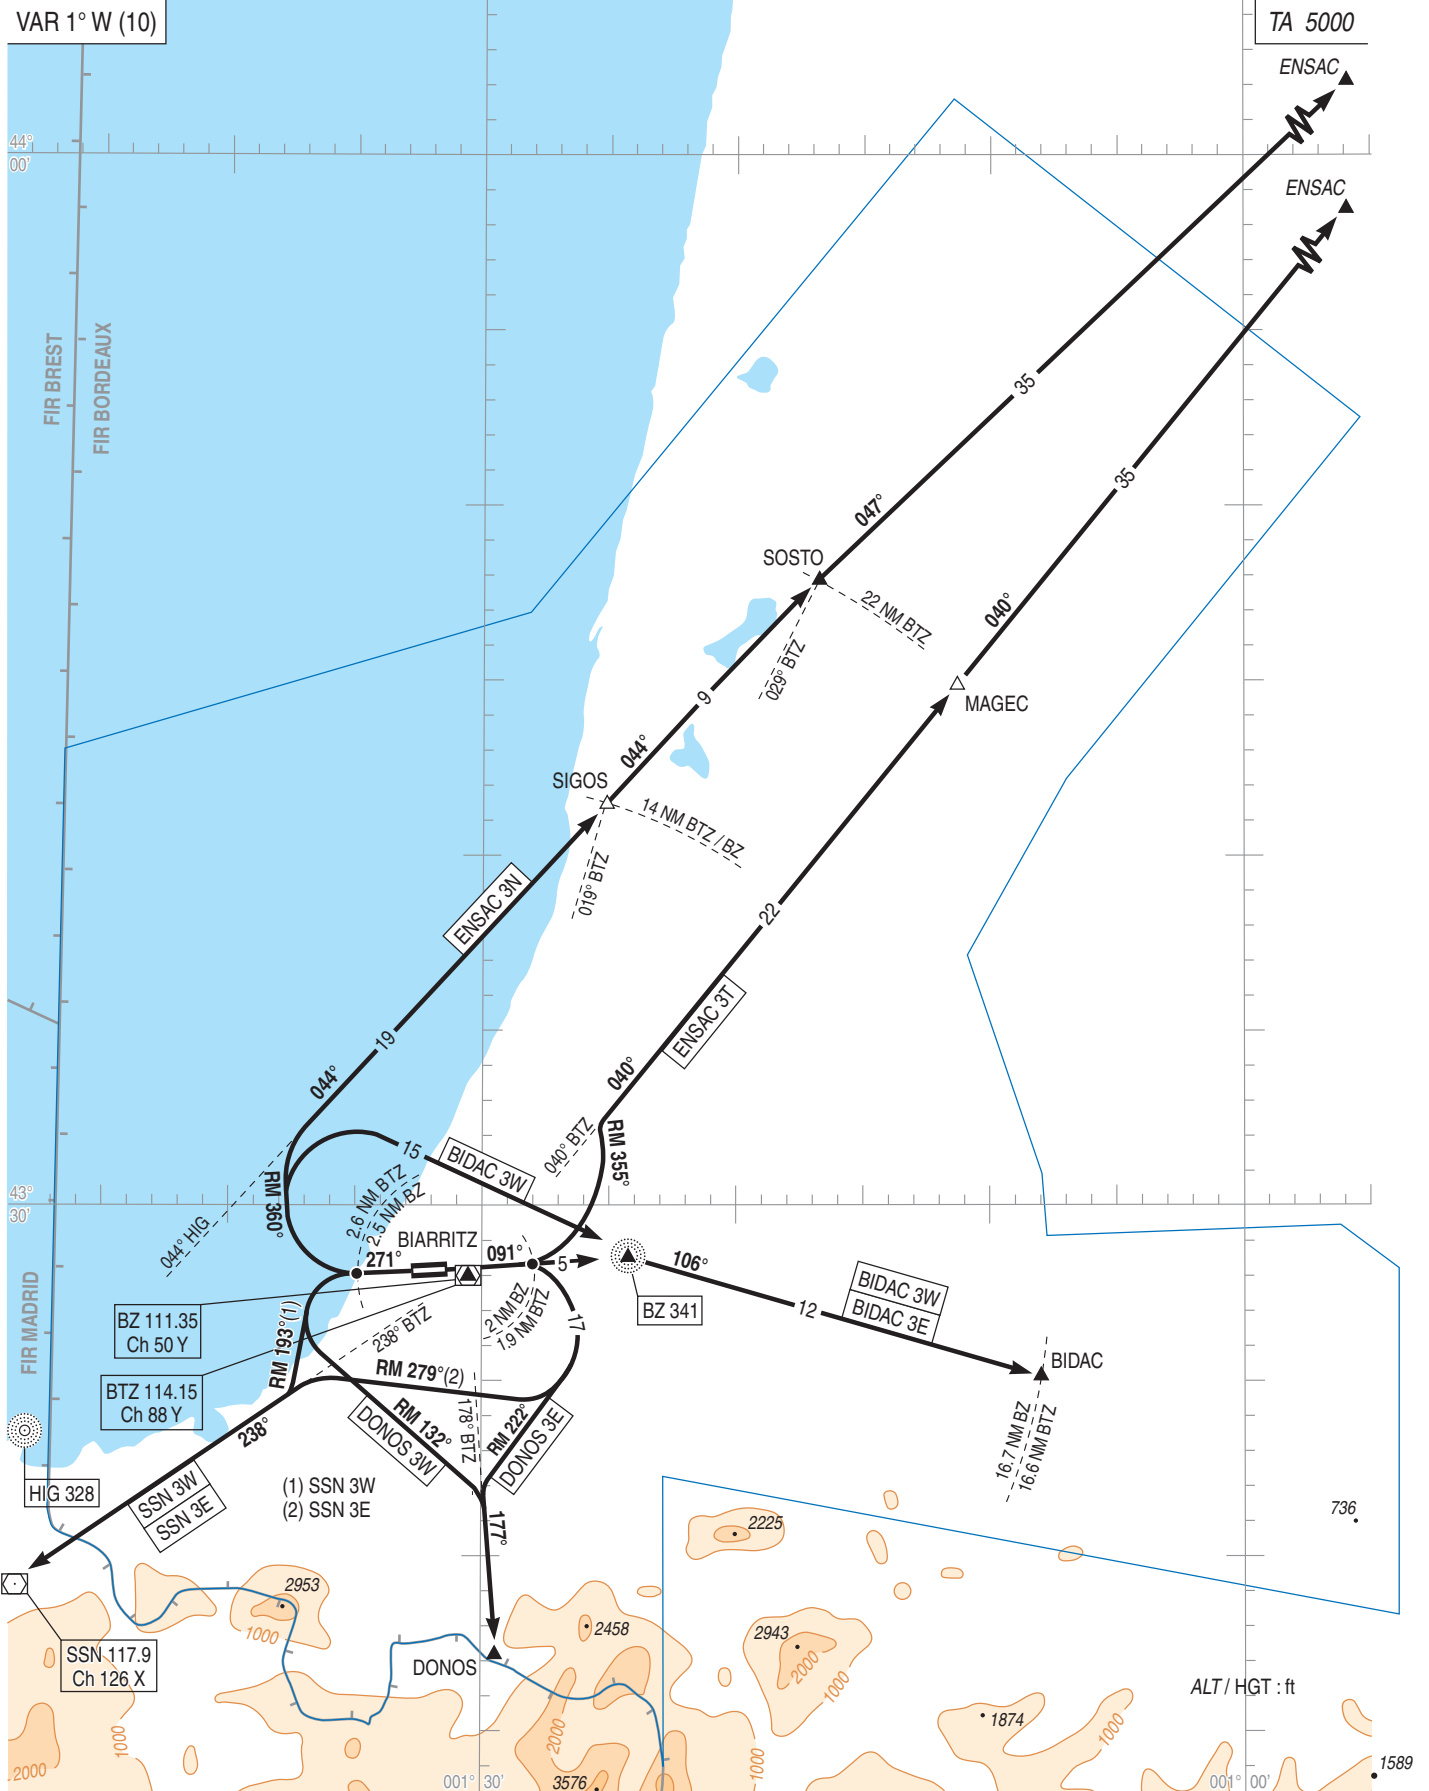 VAR 1° W (10)
TA 5000
ENSAC
44°
00'
ENSAC
FIR BREST
FIR BORDEAUX
35
35
047°
SOSTO
22 NM BTZ
040°
029° BTZ
9
MAGEC
044°
SIGOS
14 NM BTZ / BZ
019° BTZ
ENSAC 3N
22
ENSAC 3T
19
044°
040°
040° BTZ
RM 355°
15
BIDAC 3W
RM 360°
2.6 NM BTZ
2.5 NM BZ
43°
30'
044° HIG
BIARRITZ
271°
091°
5
106°
BIDAC 3W
BIDAC 3E
12
BZ 341
FIR MADRID
BZ 111.35
Ch 50 Y
RM 193°(1)
238° BTZ
2 NM BZ
1.9 NM BTZ
17
BIDAC
RM 279°(2)
BTZ 114.15
Ch 88 Y
RM 132°
DONOS 3W
178° BTZ
RM 222°
DONOS 3E
16.7 NM BZ
16.6 NM BTZ
238°
HIG 328
SSN 3W
SSN 3E
(1) SSN 3W
(2) SSN 3E
177°
2225
736
2953
1000
2458
2943
2000
1000
SSN 117.9
Ch 126 X
DONOS
ALT / HGT : ft
1874
1000
1000
2000
2000
1000
3576
1589
001° 30'
001° 00'